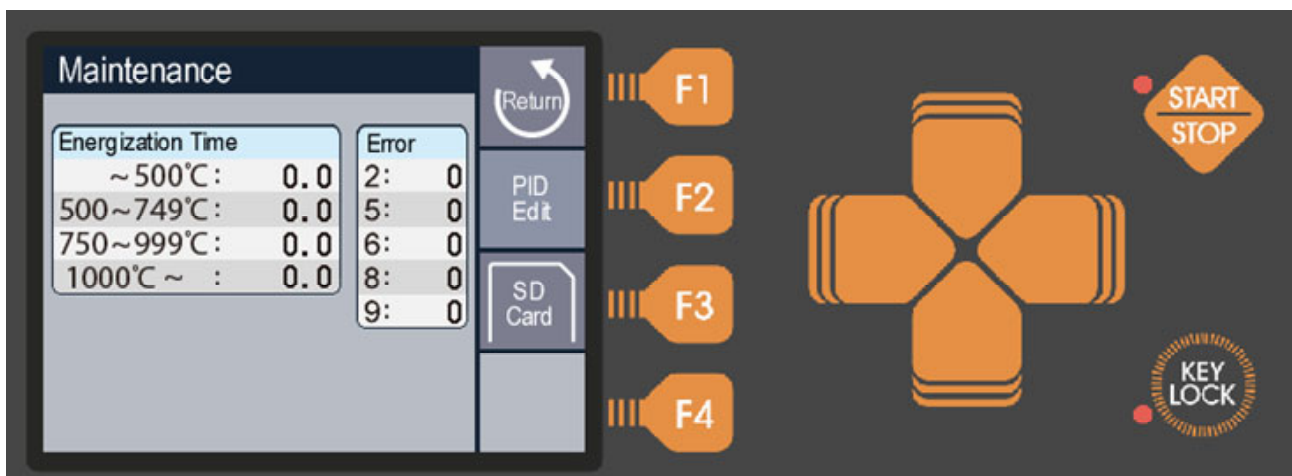 Maintenance
Return
F1
START
STOP
Energization Time
~500℃: 0.0
500~749℃: 0.0
750~999℃: 0.0
1000℃~ : 0.0
Error
2: 0
5: 0
6: 0
8: 0
9: 0
PID
Edit
F2
SD
Card
F3
F4
KEY
LOCK